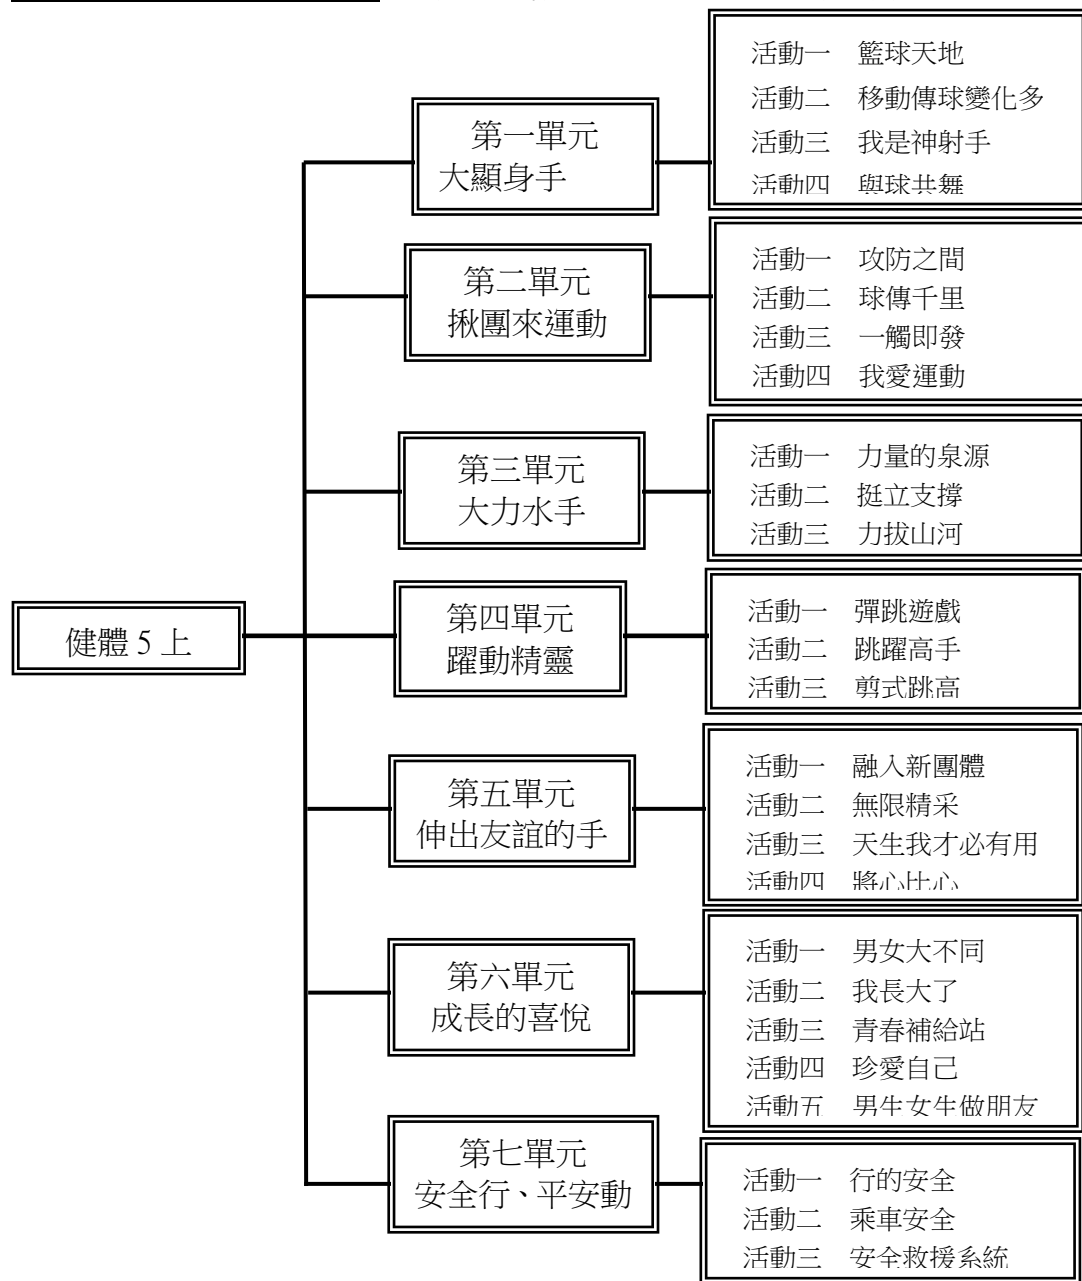 健體 5 上
第一單元
大顯身手
活動一 籃球天地
活動二 移動傳球變化多
活動三 我是神射手
活動四 與球共舞
第二單元
揪團來運動
活動一 攻防之間
活動二 球傳千里
活動三 一觸即發
活動四 我愛運動
第三單元
大力水手
活動一 力量的泉源
活動二 挺立支撐
活動三 力拔山河
第四單元
躍動精靈
活動一 彈跳遊戲
活動二 跳躍高手
活動三 剪式跳高
第五單元
伸出友誼的手
活動一 融入新團體
活動二 無限精采
活動三 天生我才必有用
活動四 將心比心
第六單元
成長的喜悅
活動一 男女大不同
活動二 我長大了
活動三 青春補給站
活動四 珍愛自己
活動五 男生女生做朋友
第七單元
安全行、平安動
活動一 行的安全
活動二 乘車安全
活動三 安全救援系統